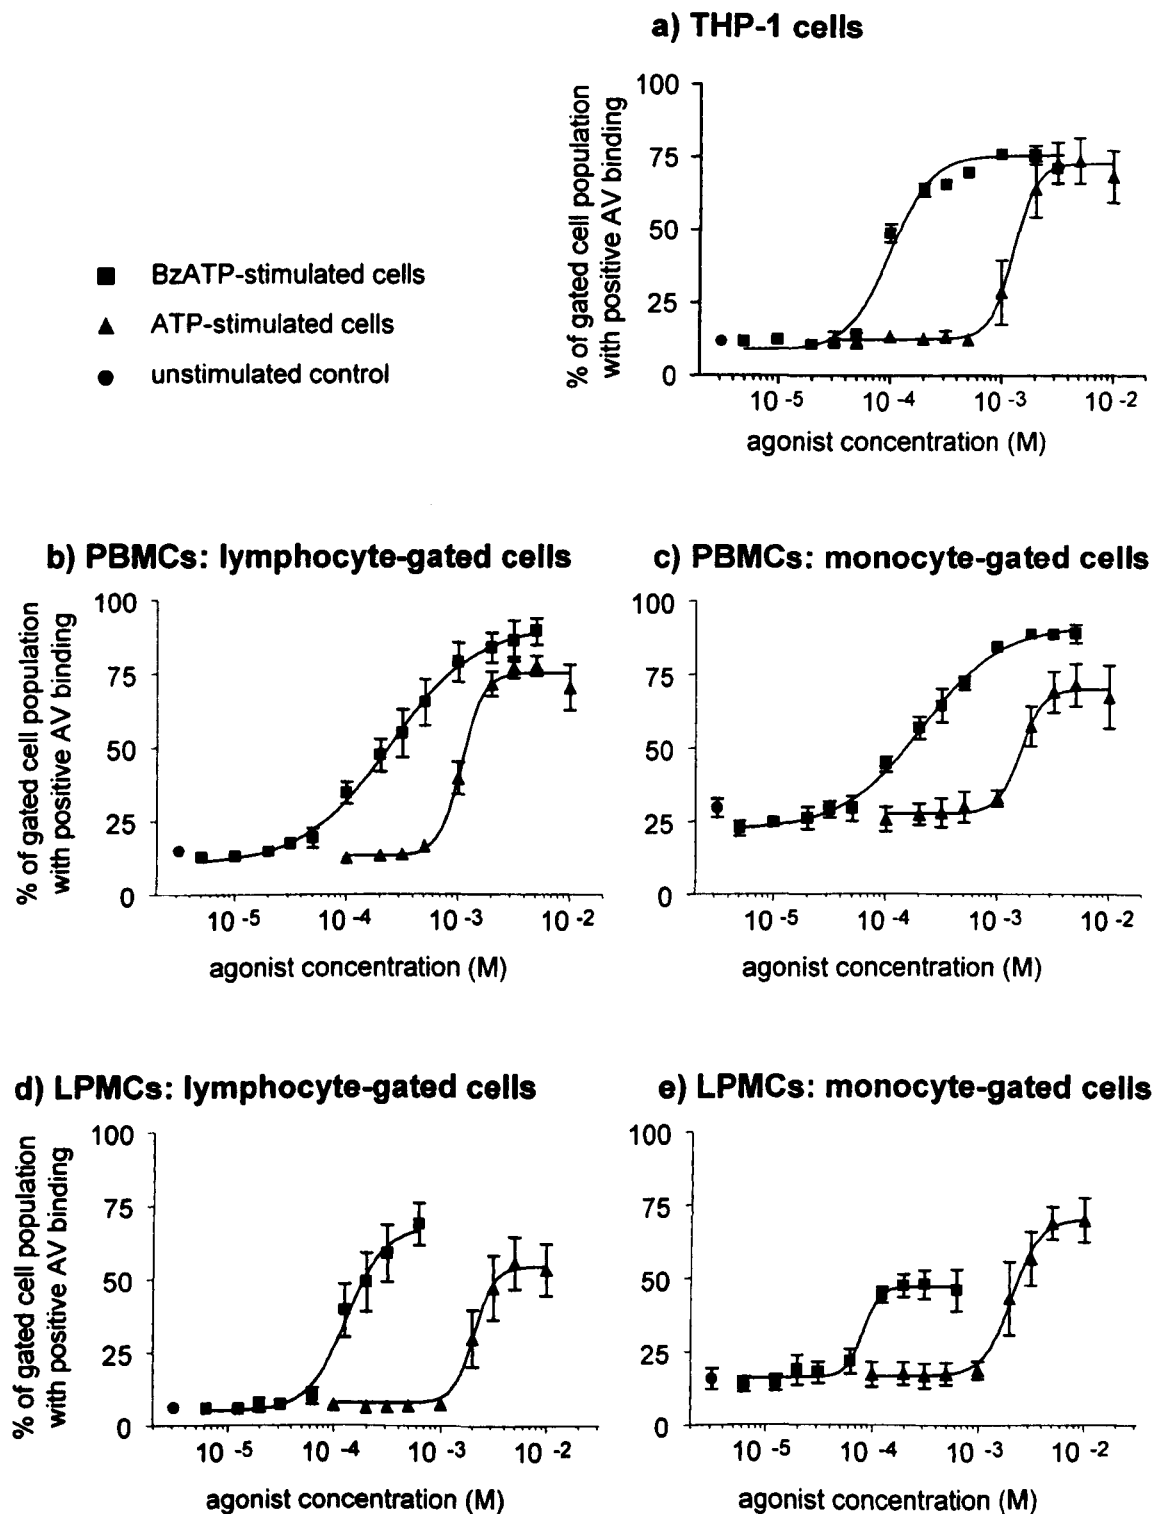 a) THP-1 cells
% of gated cell population
with positive AV binding
100
75
50
25
0
10 -5 10 -4 10 -3 10 -2
agonist concentration (M)
BzATP-stimulated cells
ATP-stimulated cells
unstimulated control
b) PBMCs: lymphocyte-gated cells
% of gated cell population
with positive AV binding
100
75
50
25
0
10 -5 10 -4 10 -3 10 -2
agonist concentration (M)
c) PBMCs: monocyte-gated cells
100
75
50
25
0
10 -5 10 -4 10 -3 10 -2
agonist concentration (M)
d) LPMCs: lymphocyte-gated cells
% of gated cell population
with positive AV binding
100
75
50
25
0
10 -5 10 -4 10 -3 10 -2
agonist concentration (M)
e) LPMCs: monocyte-gated cells
100
75
50
25
0
10 -5 10 -4 10 -3 10 -2
agonist concentration (M)